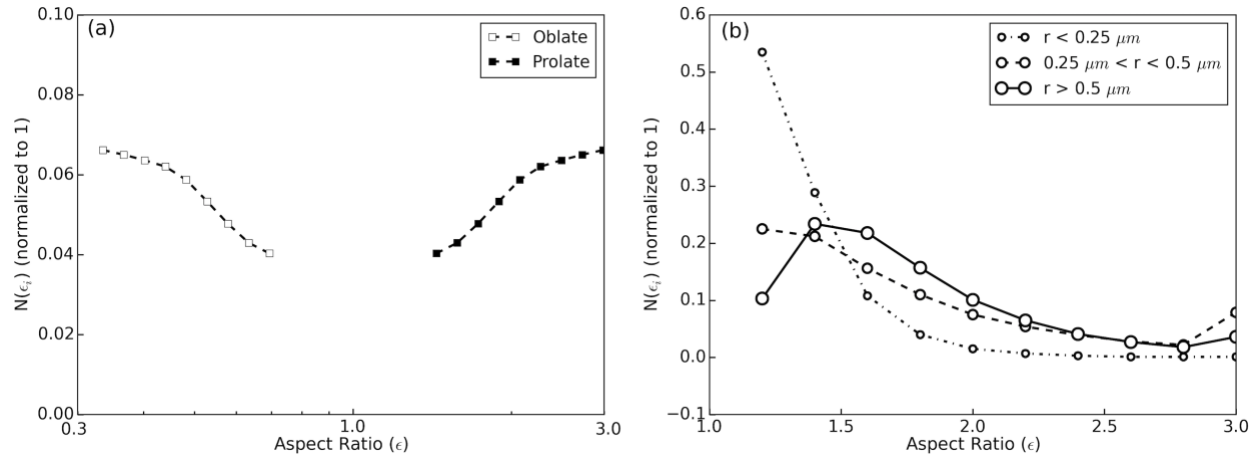 (a)
Oblate
Prolate
0.10
0.08
0.06
0.04
0.02
0.00
N(ϵi) (normalized to 1)
0.3
1.0
3.0
Aspect Ratio (ϵ)
(b)
r < 0.25 μm
0.25 μm < r < 0.5 μm
r > 0.5 μm
0.6
0.5
0.4
0.3
0.2
0.1
0.0
−0.1
N(ϵi) (normalized to 1)
1.0
1.5
2.0
2.5
3.0
Aspect Ratio (ϵ)